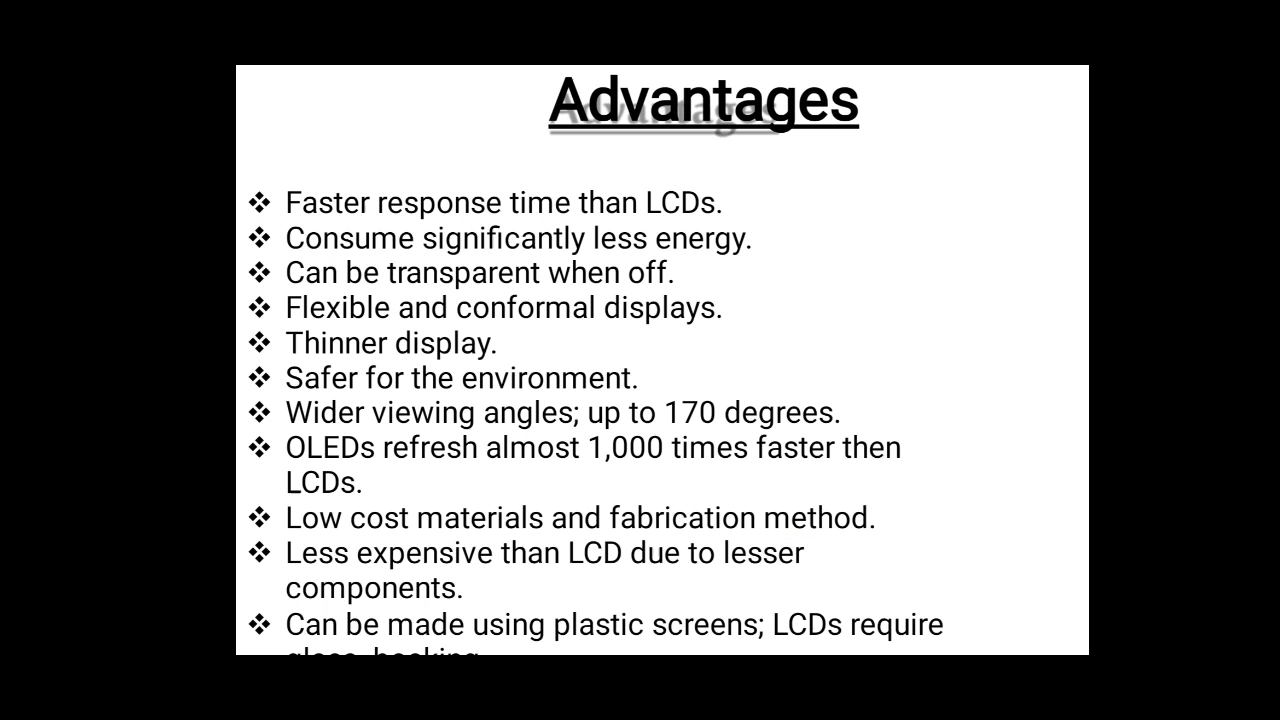 Advantages
❖ Faster response time than LCDs.
❖ Consume significantly less energy.
❖ Can be transparent when off.
❖ Flexible and conformal displays.
❖ Thinner display.
❖ Safer for the environment.
❖ Wider viewing angles; up to 170 degrees.
❖ OLEDs refresh almost 1,000 times faster then
LCDs.
❖ Low cost materials and fabrication method.
❖ Less expensive than LCD due to lesser
components.
❖ Can be made using plastic screens; LCDs require